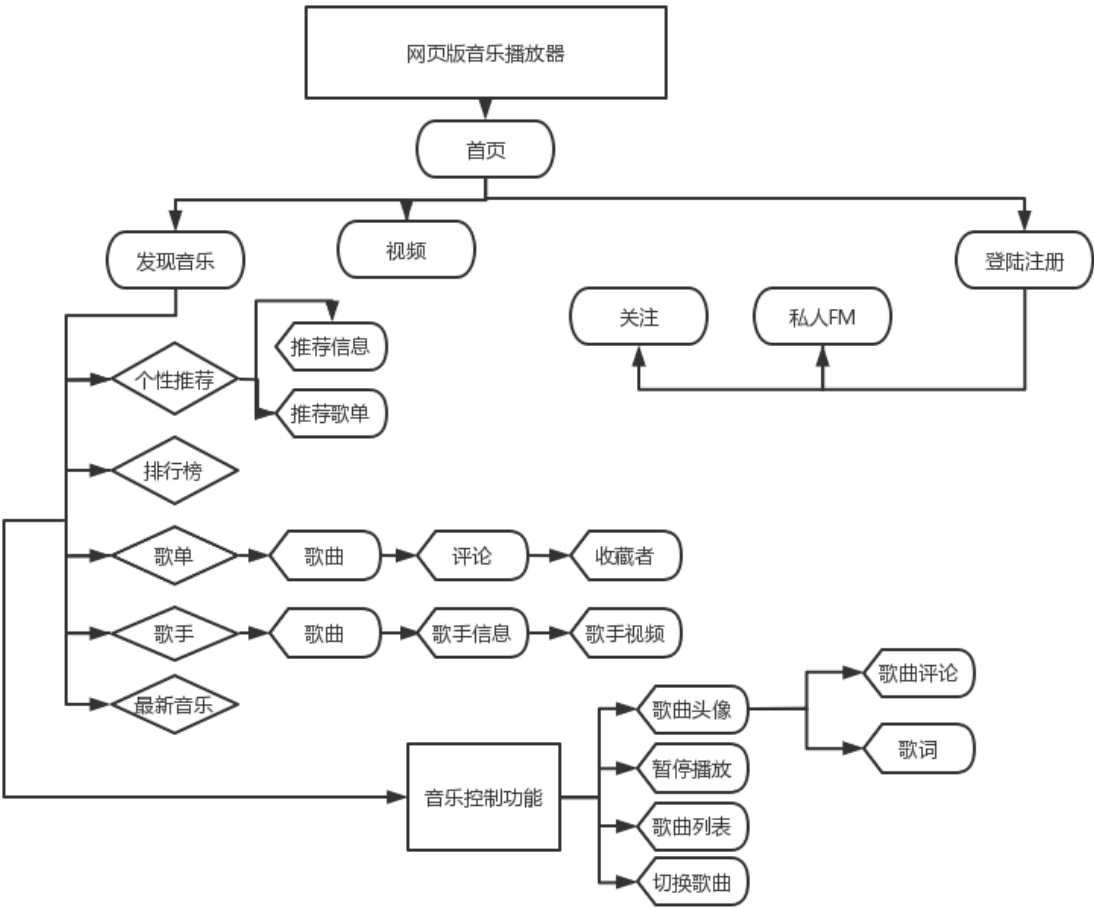 网页版音乐播放器
首页
发现音乐
视频
登陆注册
关注
私人FM
推荐信息
个性推荐
推荐歌单
排行榜
歌单
歌曲
评论
收藏者
歌手
歌曲
歌手信息
歌手视频
最新音乐
歌曲头像
歌曲评论
歌词
暂停播放
音乐控制功能
歌曲列表
切换歌曲